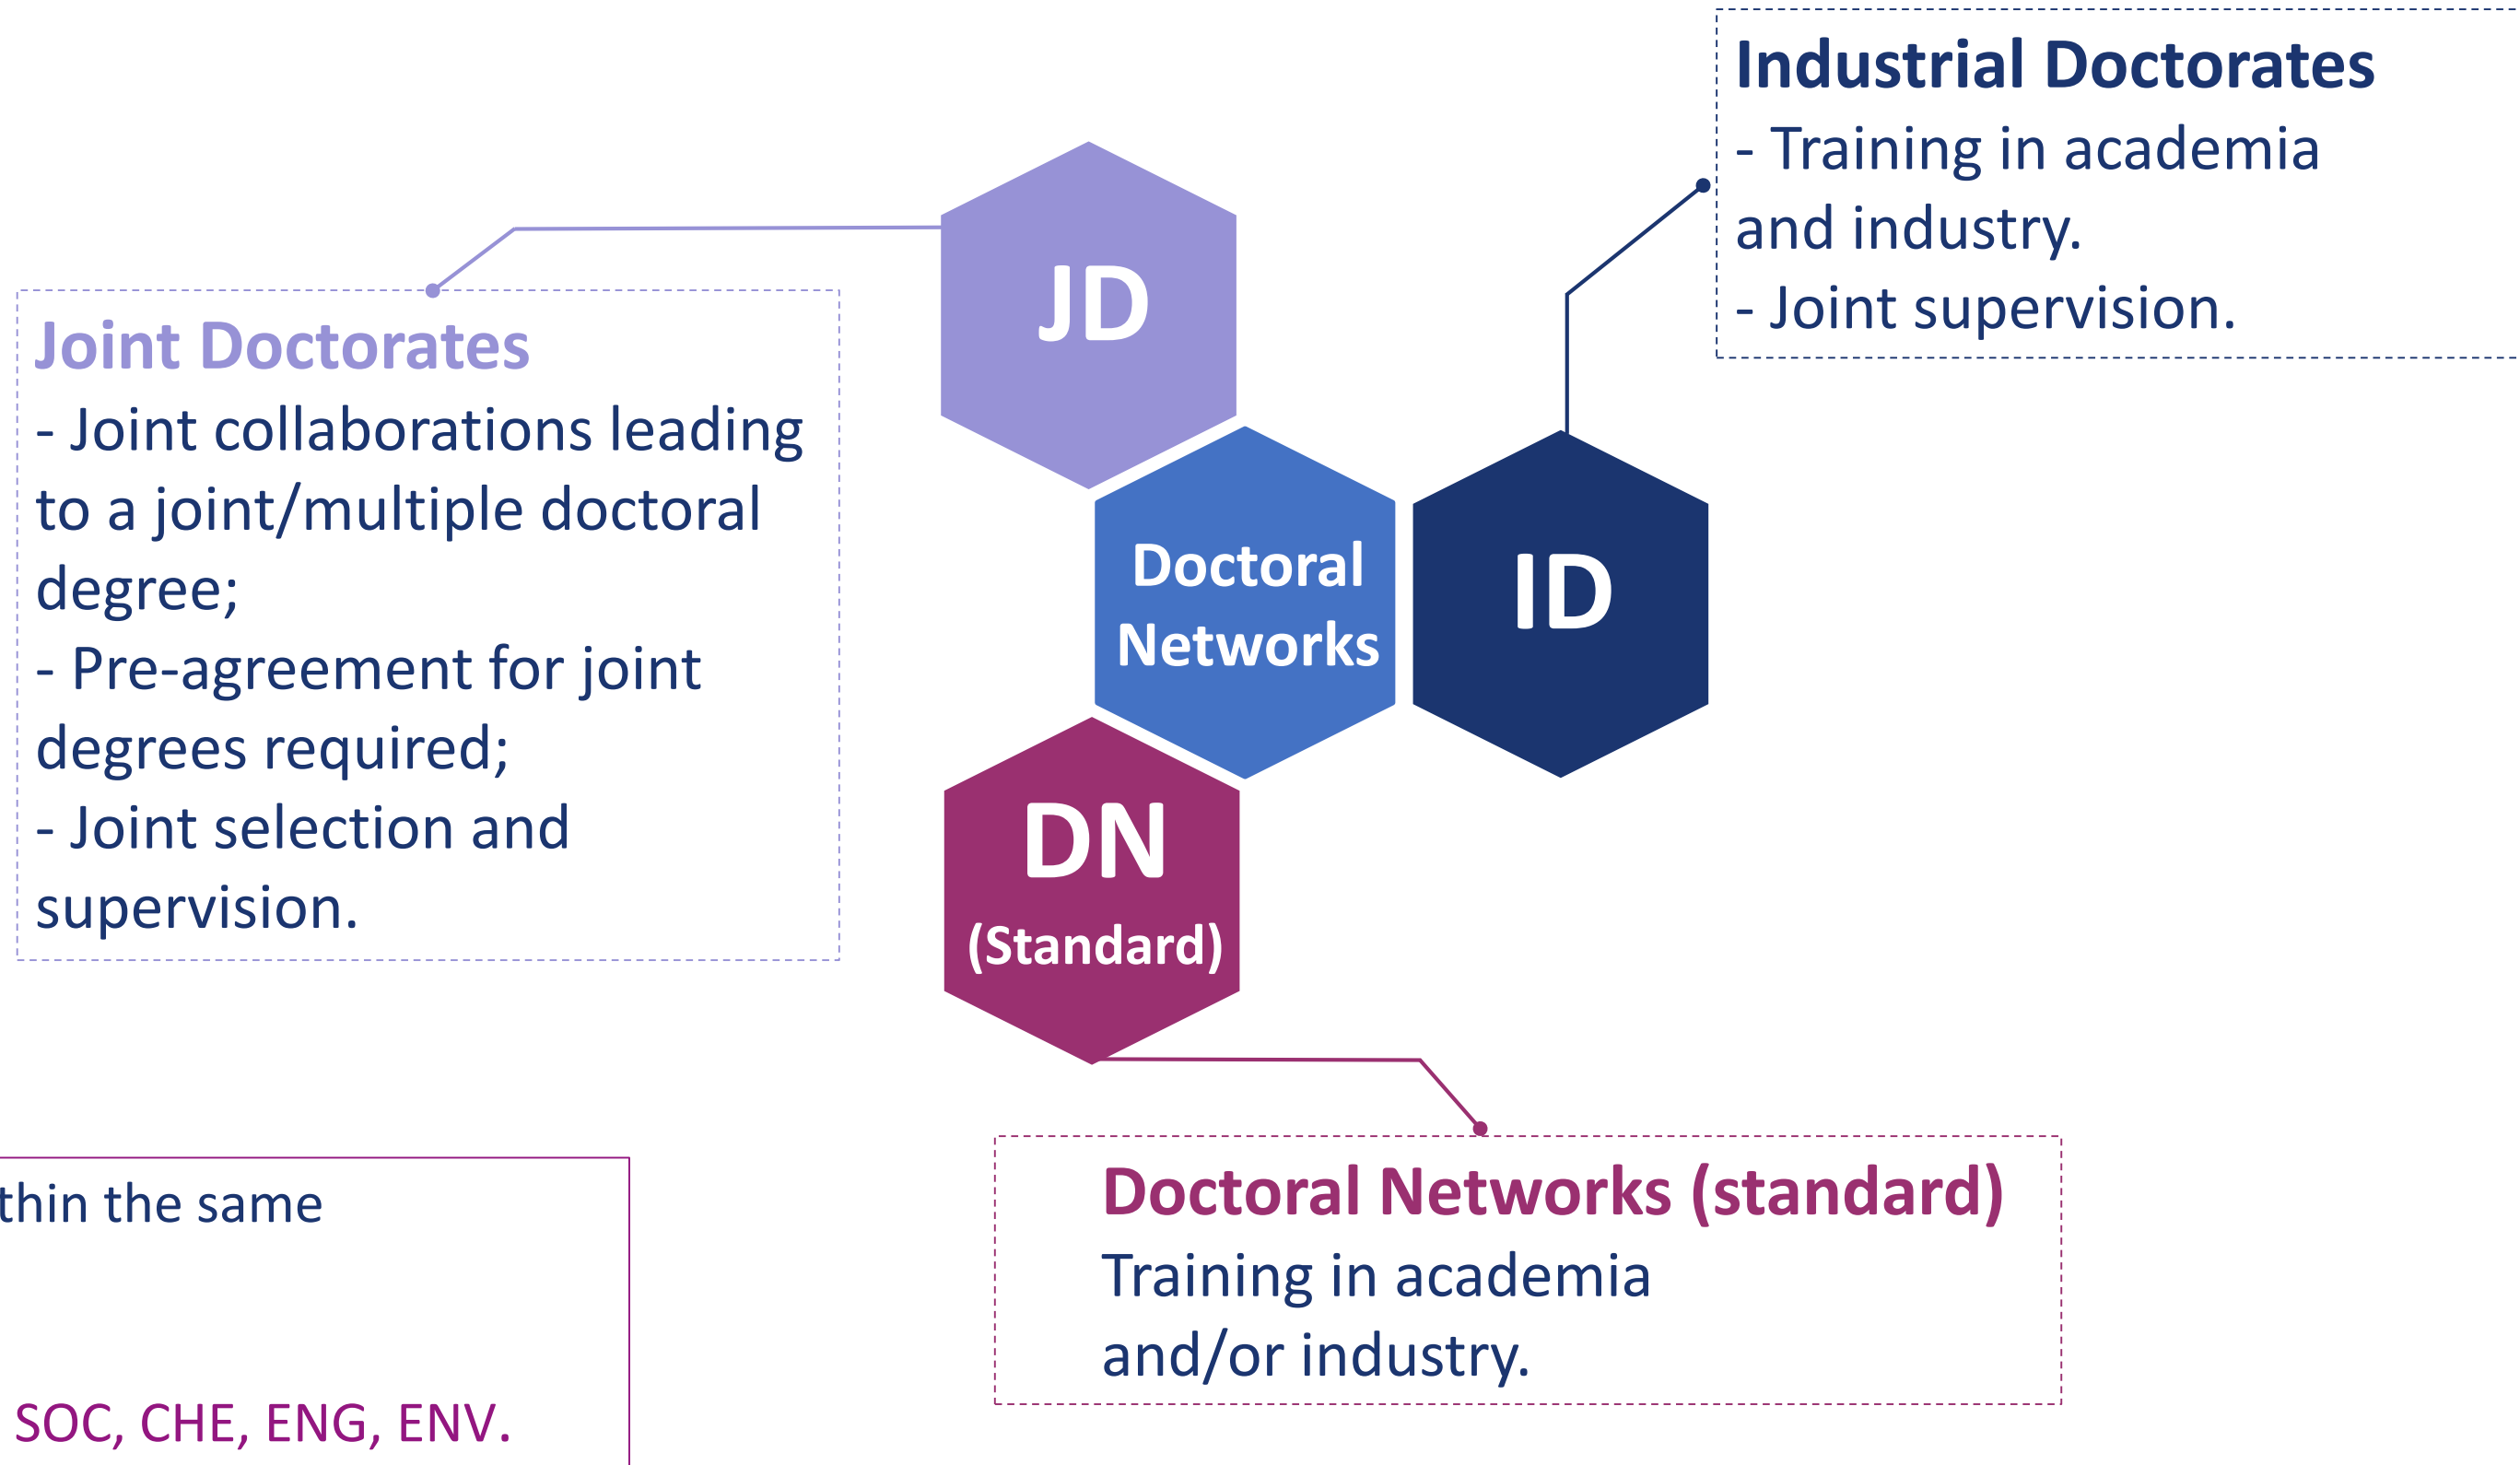 Industrial Doctorates
- Training in academia
and industry.
- Joint supervision.
JD
Joint Doctorates
- Joint collaborations leading
to a joint/multiple doctoral
degree;
- Pre-agreement for joint
degrees required;
- Joint selection and
supervision.
Doctoral
Networks
ID
DN
(Standard)
Doctoral Networks (standard)
Training in academia
and/or industry.
the same
SOC, CHE, ENG, ENV.